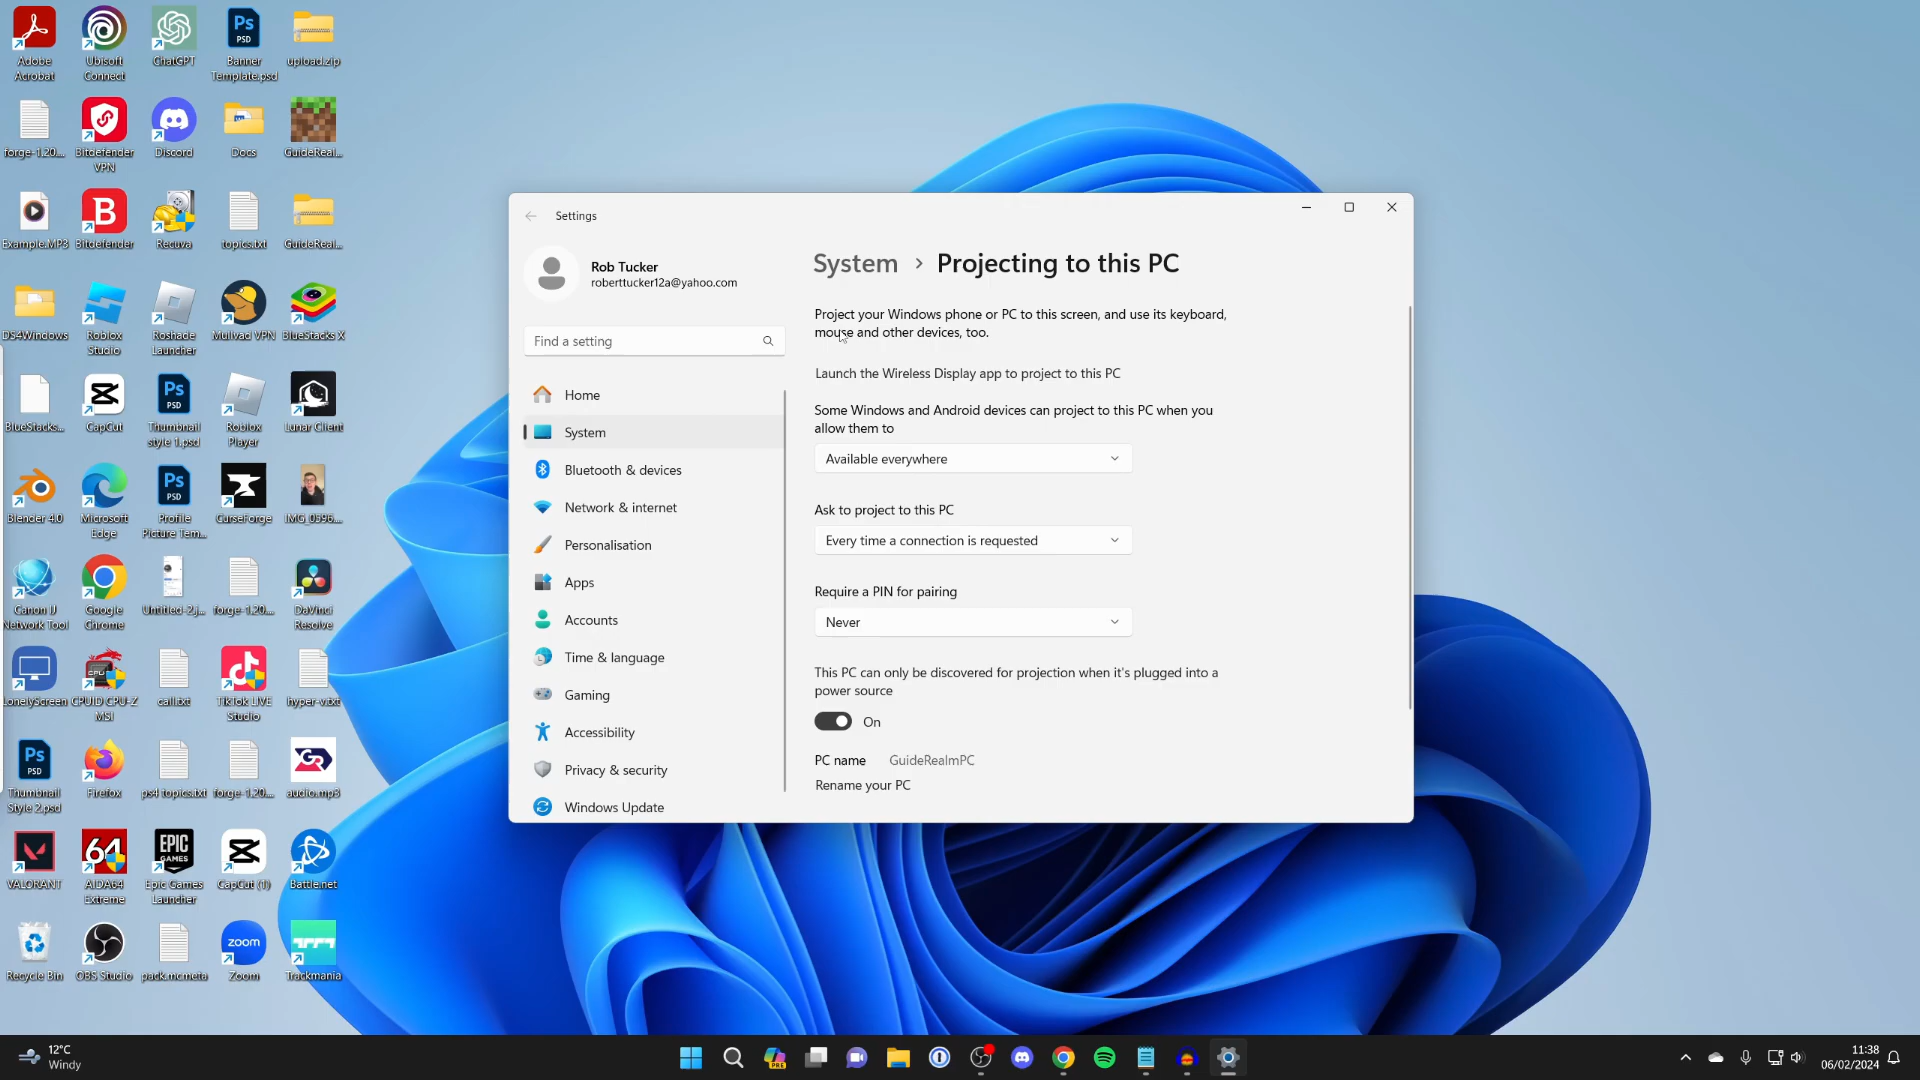 Adobe Acrobat
Ubisoft Connect
ChatGPT
Banner Template.psd
upload.zip
forge-1.20...
Bitdefender VPN
Discord
Docs
GuideReal...
Example.MP3
Bitdefender
Recuva
topics.txt
GuideReal...
DS4Windows
Roblox Studio
Roshade Launcher
Mullvad VPN
BlueStacks X
BlueStacks...
CapCut
Thumbnail style 1.psd
Roblox Player
Lunar Client
Blender 4.0
Microsoft Edge
Profile Picture Tem...
CurseForge
IMG_0596...
Canon IJ Network Tool
Google Chrome
Untitled-2.j...
forge-1.20...
DaVinci Resolve
LonelyScreen
CPUID CPU-Z MSI
call.txt
TikTok LIVE Studio
hyper-v.txt
Thumbnail Style 2.psd
Firefox
ps4 topics.txt
forge-1.20...
audio.mp3
VALORANT
AIDA64 Extreme
Epic Games Launcher
CapCut (1)
Battle.net
Recycle Bin
OBS Studio
pack.mcmeta
Zoom
Trackmania
Settings
Rob Tucker
roberttucker12a@yahoo.com
Find a setting
Home
System
Bluetooth & devices
Network & internet
Personalisation
Apps
Accounts
Time & language
Gaming
Accessibility
Privacy & security
Windows Update
System > Projecting to this PC
Project your Windows phone or PC to this screen, and use its keyboard,
mouse and other devices, too.
Launch the Wireless Display app to project to this PC
Some Windows and Android devices can project to this PC when you
allow them to
Available everywhere
Ask to project to this PC
Every time a connection is requested
Require a PIN for pairing
Never
This PC can only be discovered for projection when it's plugged into a
power source
On
PC name GuideRealmPC
Rename your PC
12°C
Windy
11:38
06/02/2024